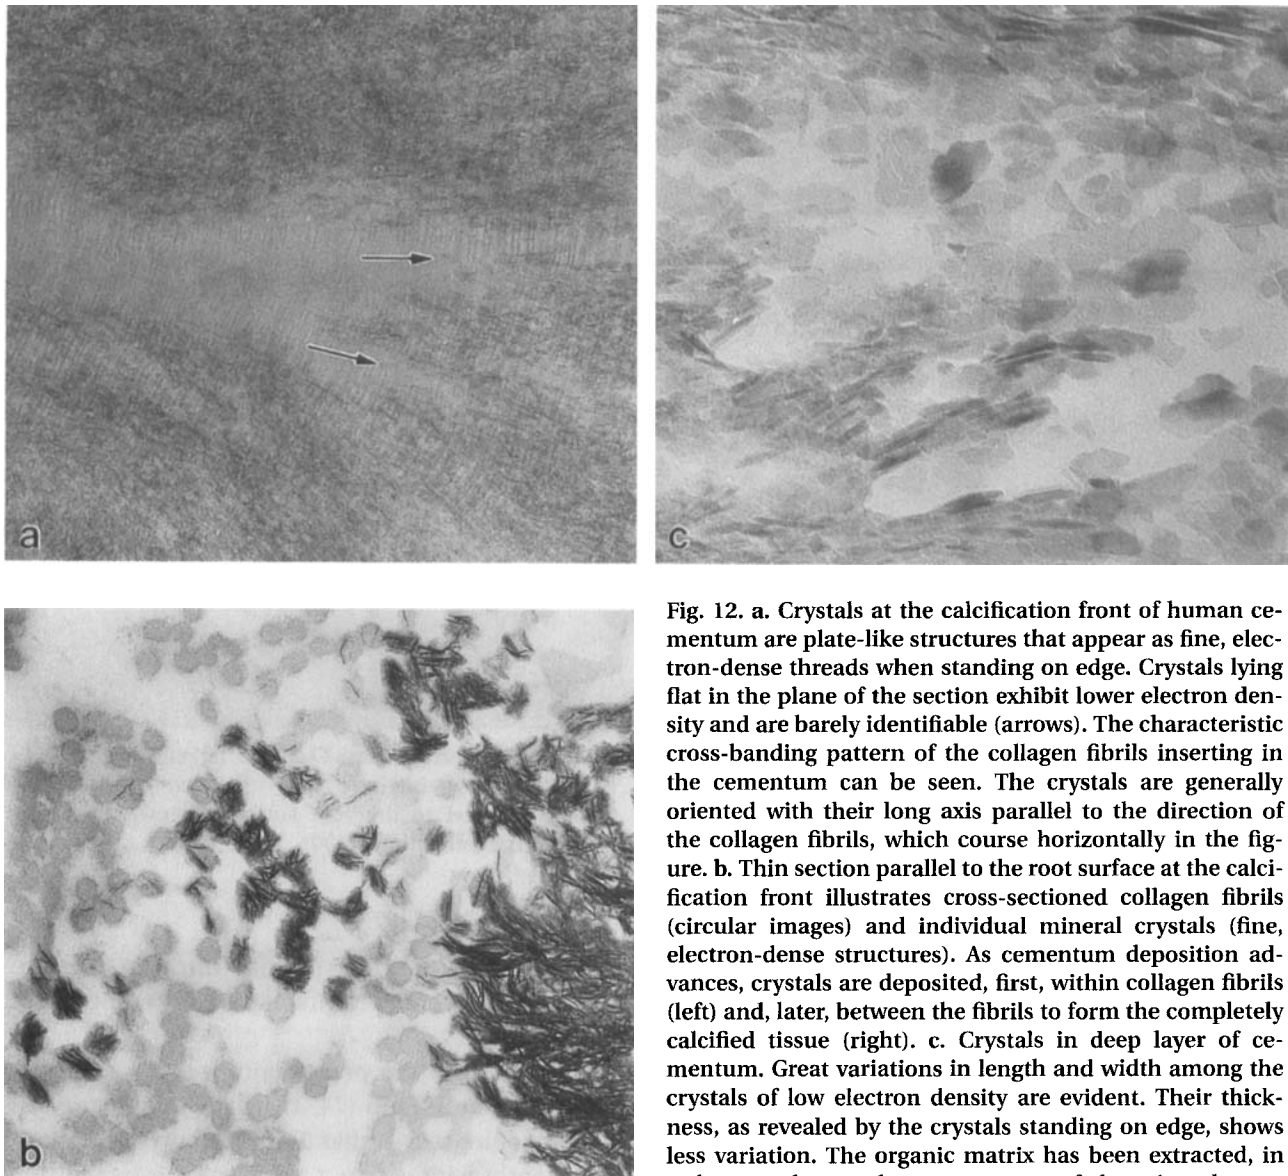 a
c
b
Fig. 12. a. Crystals at the calcification front of human ce-
mentum are plate-like structures that appear as fine, elec-
tron-dense threads when standing on edge. Crystals lying
flat in the plane of the section exhibit lower electron den-
sity and are barely identifiable (arrows). The characteristic
cross-banding pattern of the collagen fibrils inserting in
the cementum can be seen. The crystals are generally
oriented with their long axis parallel to the direction of
the collagen fibrils, which course horizontally in the fig-
ure. b. Thin section parallel to the root surface at the calci-
fication front illustrates cross-sectioned collagen fibrils
(circular images) and individual mineral crystals (fine,
electron-dense structures). As cementum deposition ad-
vances, crystals are deposited, first, within collagen fibrils
(left) and, later, between the fibrils to form the completely
calcified tissue (right). c. Crystals in deep layer of ce-
mentum. Great variations in length and width among the
crystals of low electron density are evident. Their thick-
ness, as revealed by the crystals standing on edge, shows
less variation. The organic matrix has been extracted, in